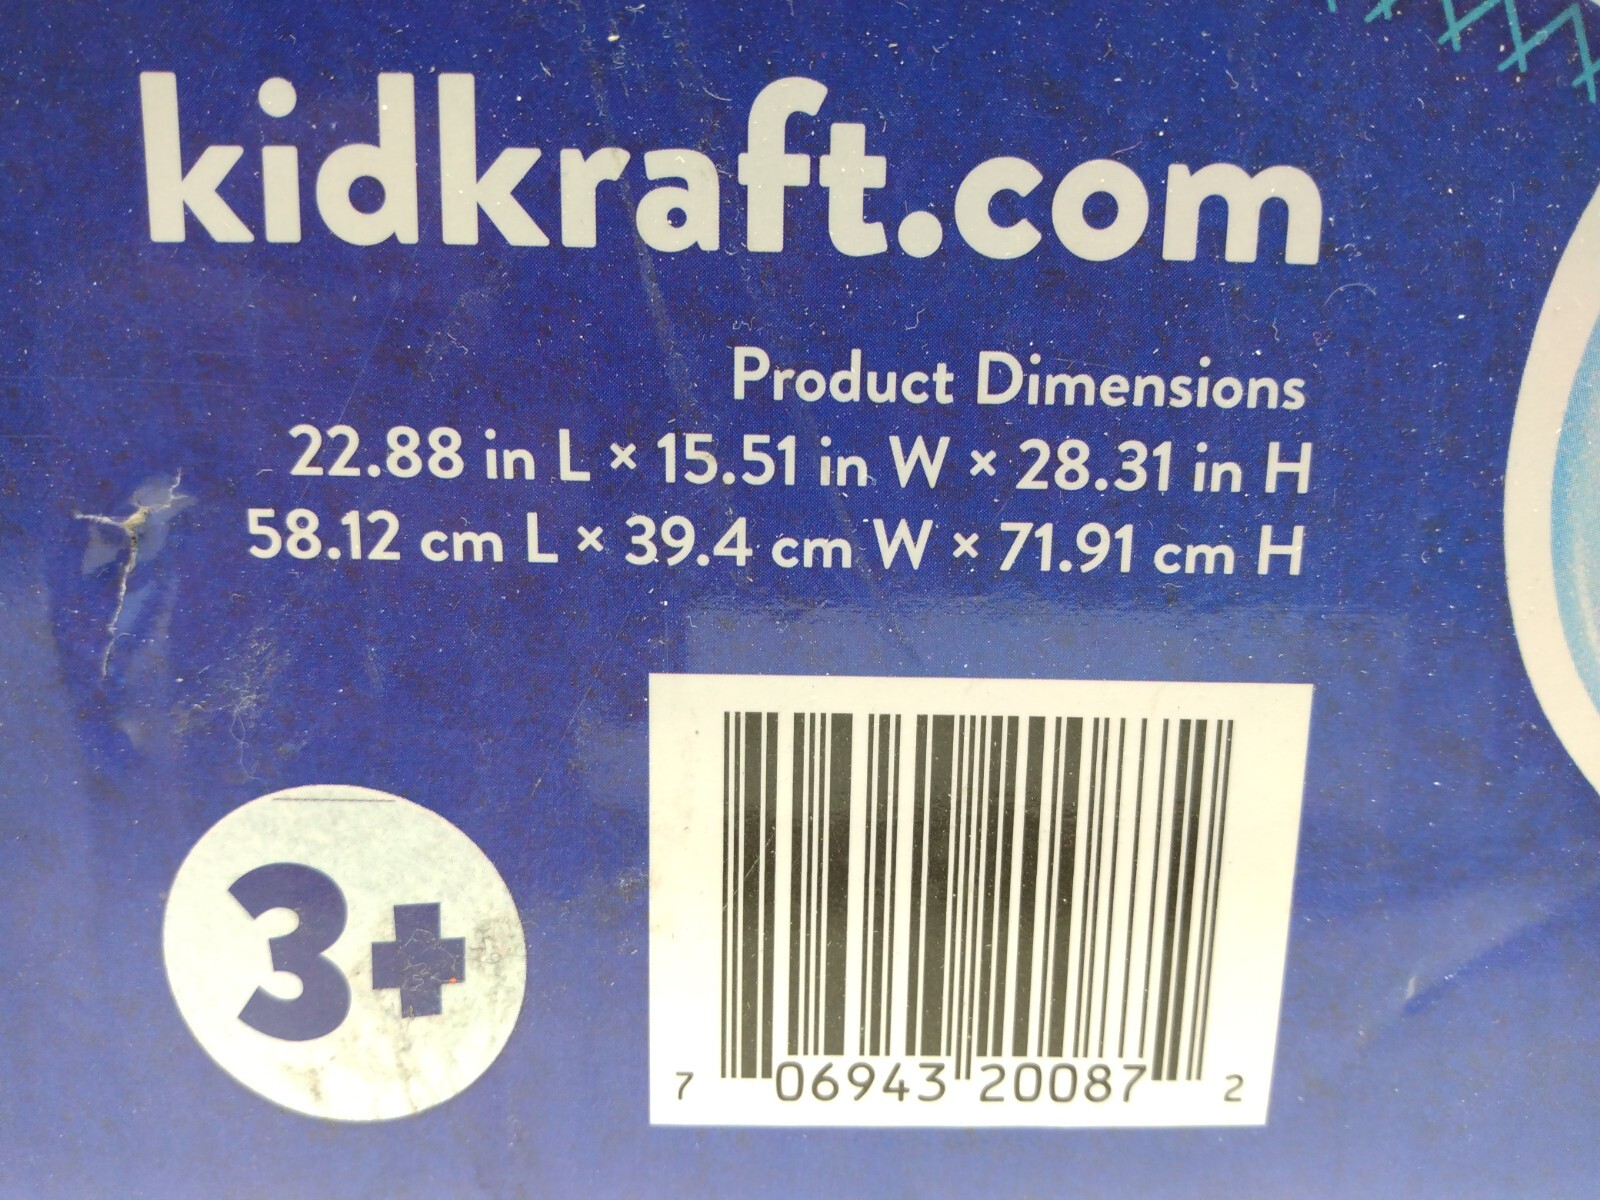 kidkraft.com
Product Dimensions
22.88 in L × 15.51 in W × 28.31 in H
58.12 cm L × 39.4 cm W × 71.91 cm H
3+
7 06943 20087 2